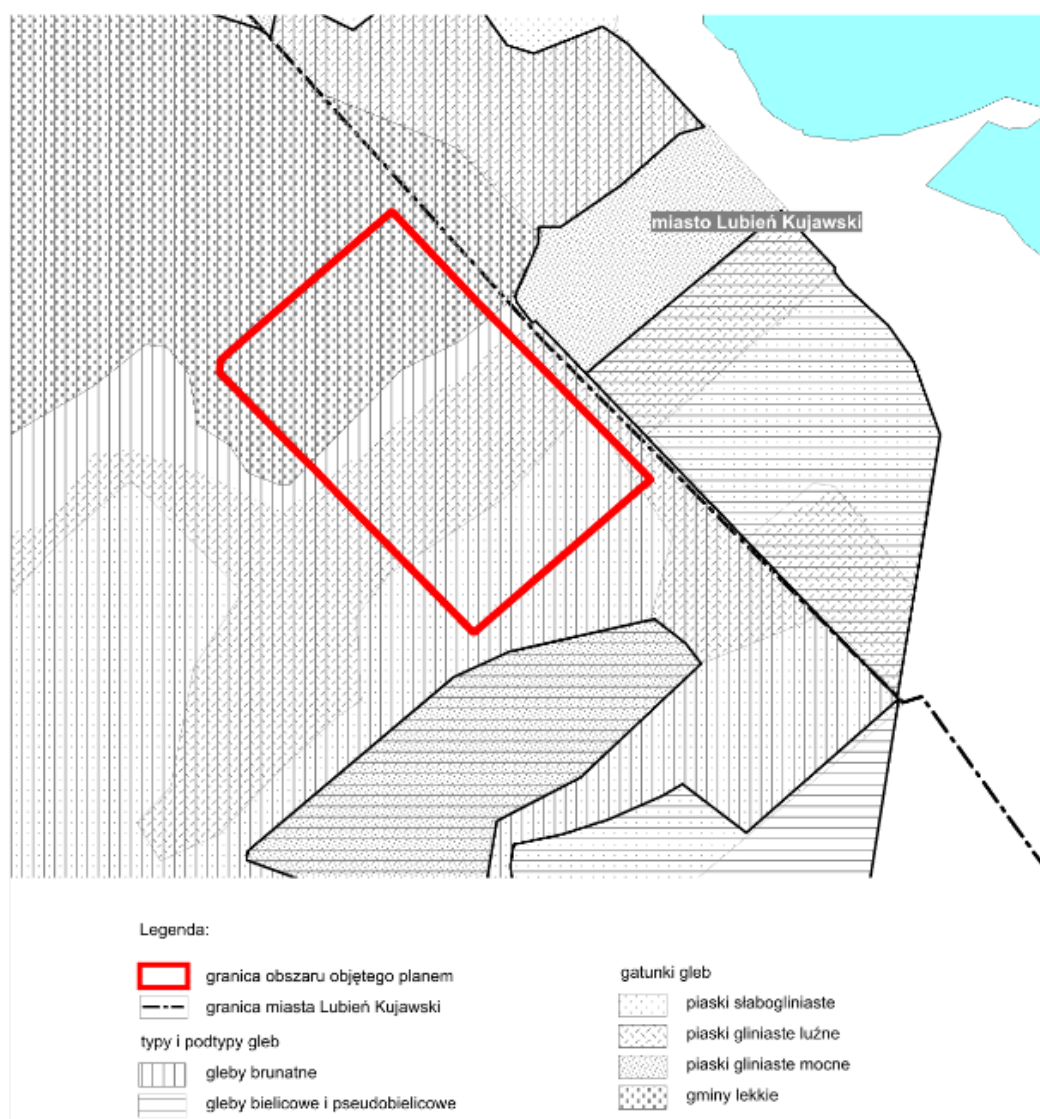 miasto Lubień Kujawski
Legenda:
granica obszaru objętego planem
granica miasta Lubień Kujawski
typy i podtypy gleb
gleby brunatne
gleby bielicowe i pseudobielicowe
gatunki gleb
piaski słabogliniaste
piaski gliniaste luźne
piaski gliniaste mocne
gminy lekkie